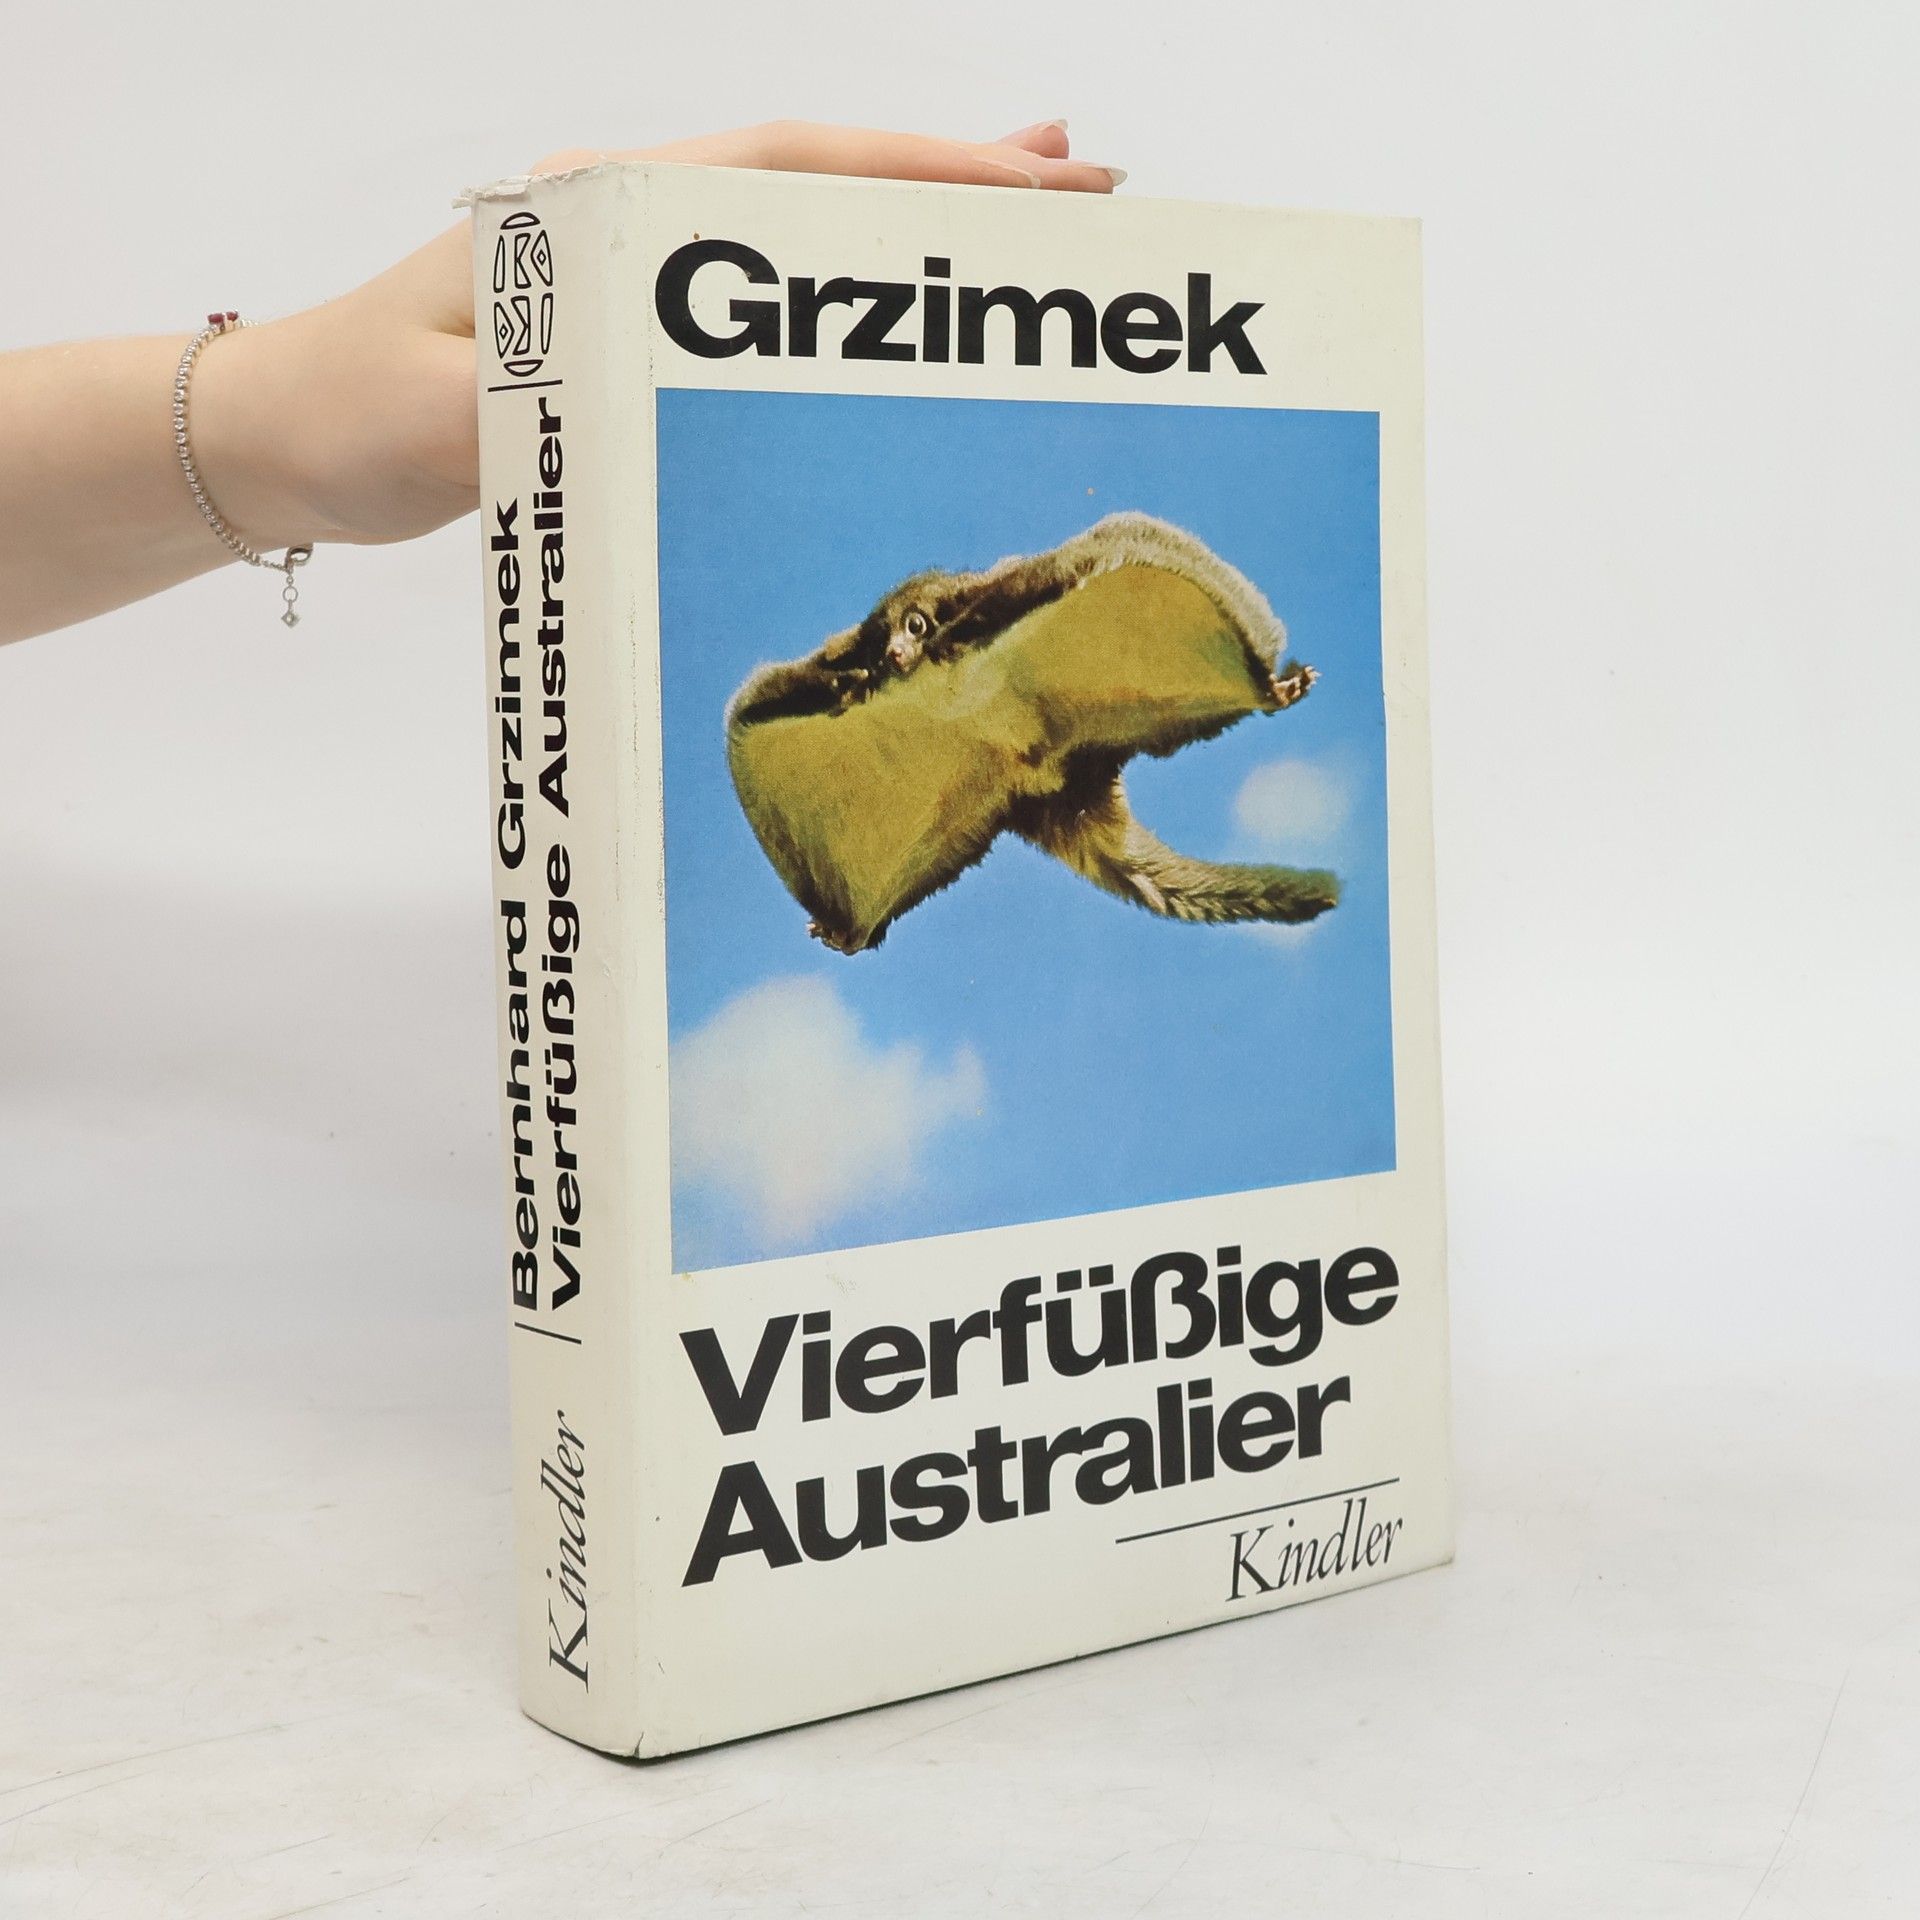 Bernhard Grzimek
Vierfüßige Australier
Kindler
Grzimek
Vierfüßige
Australier
Kindler